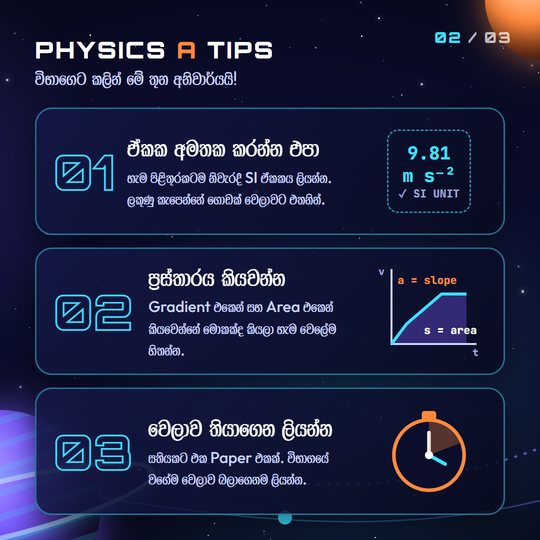 PHYSICS A TIPS
02 / 03
විභාගෙට කලින් මේ තුන අනිවාර්යයි!
01
ඒකක අමතක කරන්න එපා
හැම පිළිතුරකටම නිවැරදි SI ඒකකය ලියන්න.
ලකුණු කැපෙන්නේ ගොඩක් වෙලාවට එතනින්.
9.81
m s⁻²
✓ SI UNIT
02
ප්‍රස්තාරය කියවන්න
Gradient එකෙන් සහ Area එකෙන්
කියවෙන්නේ මොකක්ද කියලා හැම වෙලේම
හිතන්න.
v
a = slope
s = area
t
03
වෙලාව තියාගෙන ලියන්න
සතියකට එක Paper එකක්. විභාගයේ
වගේම වෙලාව බලාගෙනම ලියන්න.